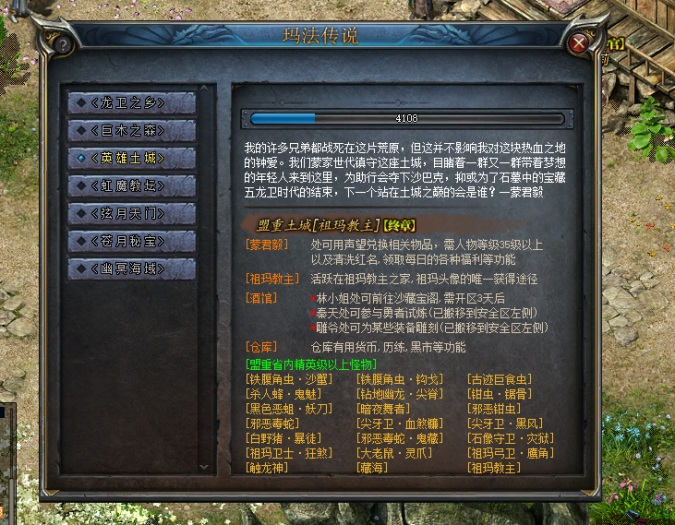 玛法传说
《龙卫之乡》
《巨木之森》
《英雄土城》
《虹魔教坛》
《弦月天门》
《苍月秘宝》
《幽冥海域》
4108
我的许多兄弟都战死在这片荒原，但这并不影响我对这块热血之地
的钟爱。我们蒙家世代镇守这座土城，目睹着一群又一群带着梦想
的年轻人来到这里，为助行会夺下沙巴克，抑或为了石墓中的宝藏
五龙卫时代的结束，下一个站在土城之巅的会是谁？—蒙君毅
盟重土城[祖玛教主]【终章】
[蒙君毅] 处可用声望兑换相关物品，需人物等级35级以上
以及清洗红名,领取每日的各种福利等功能
[祖玛教主] 活跃在祖玛教主之家,祖玛头像的唯一获得途径
[酒馆] 林小姐处可前往沙藏宝阁,需开区3天后
秦天处可参与勇者试炼(已搬移到安全区左侧)
雕爷处可为某些装备雕刻(已搬移到安全区左侧)
[仓库] 仓库有用货币,历练,黑市等功能
[盟重省内精英级以上怪物]
[铁腹角虫·沙蟹] [铁腹角虫·钩戈] [古迹巨食虫]
[杀人蜂·鬼魅] [钻地幽龙·尖脊] [钳虫·锯骨]
[黑色恶蛆·妖刀] [暗夜舞者] [邪恶钳虫]
[邪恶毒蛇] [尖牙卫·血煞镰] [尖牙卫·黑风]
[白野猪·暴徒] [邪恶毒蛇·鬼藏] [石像守卫·灾狱]
[祖玛卫士·狂煞] [大老鼠·灵爪] [祖玛弓卫·鹰角]
[触龙神] [藏海] [祖玛教主]